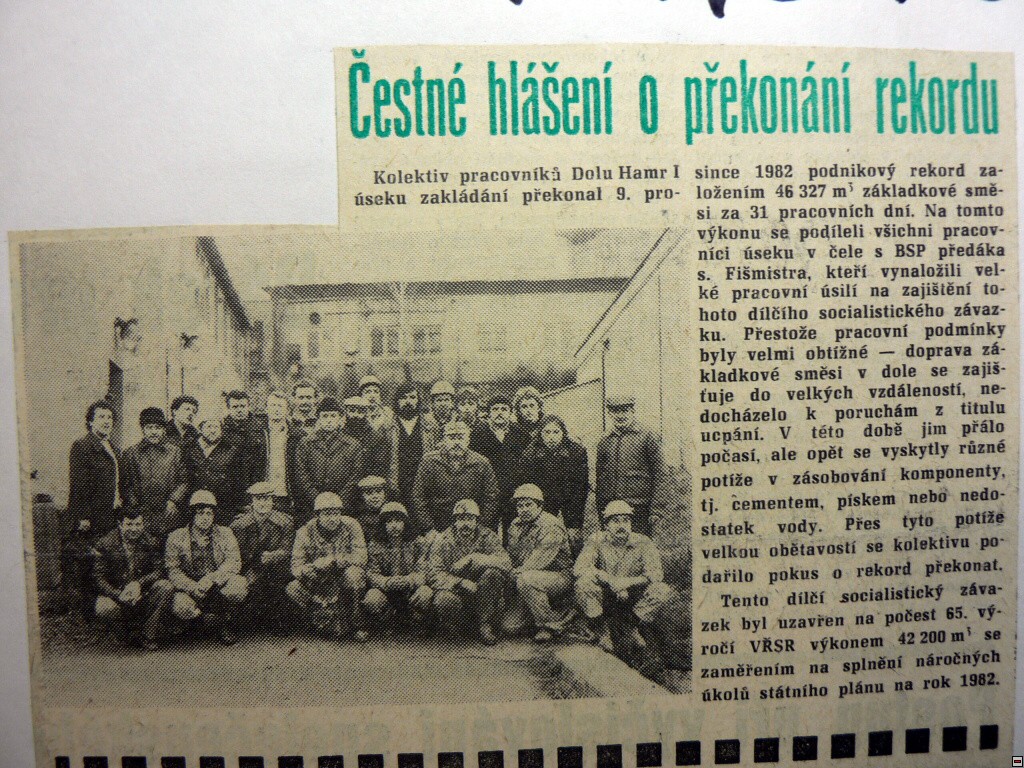 Čestné hlášení o překonání rekordu
Kolektiv pracovníků Dolu Hamr I
úseku zakládání překonal 9. pro-
since 1982 podnikový rekord za-
ložením 46 327 m³ základkové smě-
si za 31 pracovních dní. Na tomto
výkonu se podíleli všichni pracov-
níci úseku v čele s BSP předáka
s. Fišmistra, kteří vynaložili vel-
ké pracovní úsilí na zajištění to-
hoto dílčího socialistického závaz-
ku. Přestože pracovní podmínky
byly velmi obtížné — doprava zá-
kladkové směsi v dole se zajiš-
ťuje do velkých vzdáleností, ne-
docházelo k poruchám z titulu
ucpání. V této době jim přálo
počasí, ale opět se vyskytly různé
potíže v zásobování komponenty,
tj. cementem, pískem nebo nedo-
statek vody. Přes tyto potíže
velkou obětavostí se kolektivu po-
dařilo pokus o rekord překonat.
Tento dílčí socialistický záva-
zek byl uzavřen na počest 65. vý-
ročí VŘSR výkonem 42 200 m³ se
zaměřením na splnění náročných
úkolů státního plánu na rok 1982.